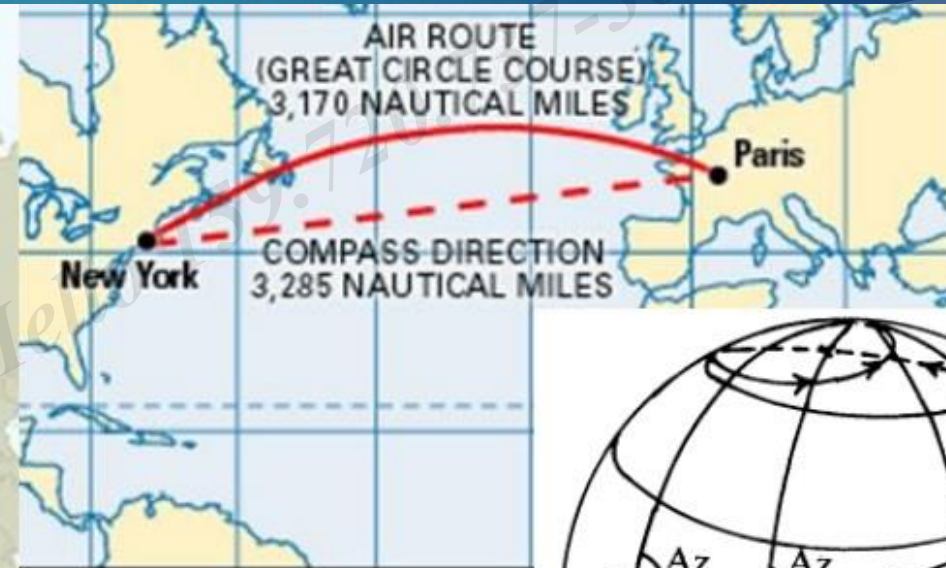 AIR ROUTE
(GREAT CIRCLE COURSE)
3,170 NAUTICAL MILES
Paris
New York
COMPASS DIRECTION
3,285 NAUTICAL MILES
Az
Az